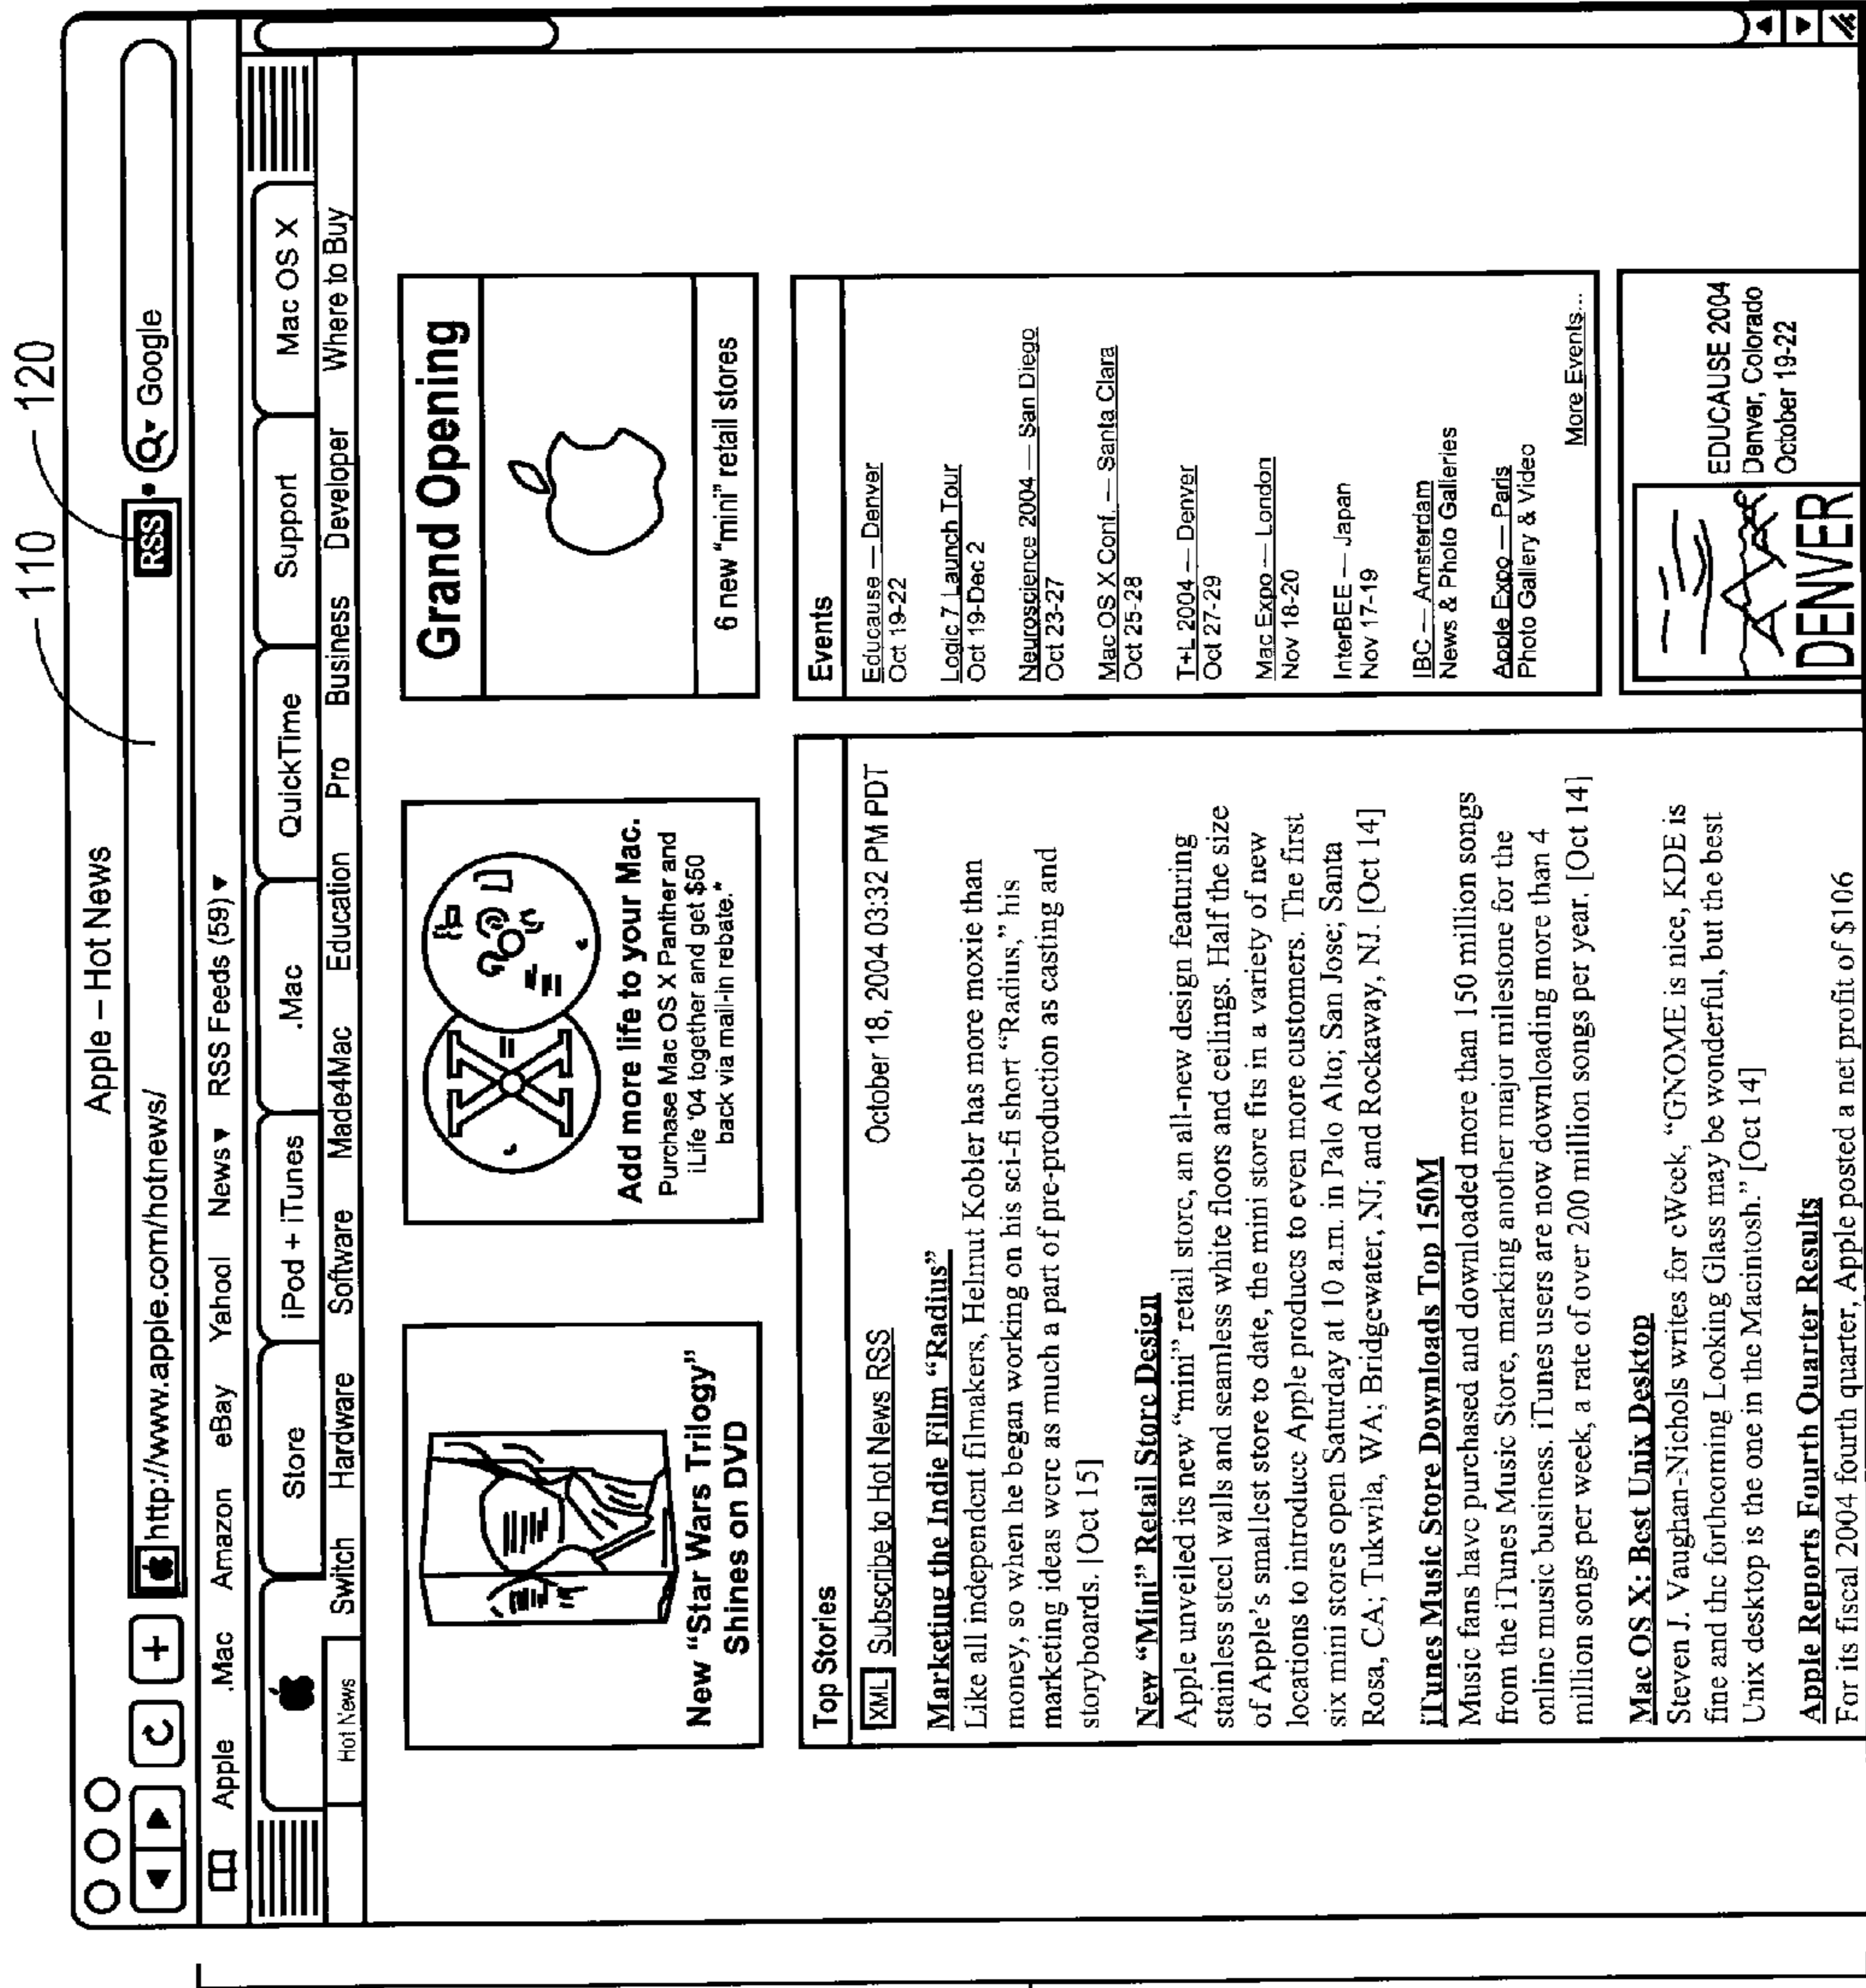 110
120
Apple – Hot News
http://www.apple.com/hotnews/
RSS
Google
Apple .Mac Amazon eBay Yahool News RSS Feeds (59)
Store iPod + iTunes .Mac QuickTime Support Mac OS X
Hot News Switch Hardware Software Made4Mac Education Pro Business Developer Where to Buy
New “Star Wars Trilogy”
Shines on DVD
X
Add more life to your Mac.
Purchase Mac OS X Panther and
iLife '04 together and get $50
back via mail-in rebate.*
Grand Opening
6 new "mini" retail stores
Top Stories
XML Subscribe to Hot News RSS
October 18, 2004 03:32 PM PDT
Marketing the Indie Film “Radius”
Like all independent filmakers, Helmut Kobler has more moxie than
money, so when he began working on his sci-fi short “Radius,” his
marketing ideas were as much a part of pre-production as casting and
storyboards. [Oct 15]
New “Mini” Retail Store Design
Apple unveiled its new “mini” retail store, an all-new design featuring
stainless steel walls and seamless white floors and ceilings. Half the size
of Apple’s smallest store to date, the mini store fits in a variety of new
locations to introduce Apple products to even more customers. The first
six mini stores open Saturday at 10 a.m. in Palo Alto; San Jose; Santa
Rosa, CA; Tukwila, WA; Bridgewater, NJ; and Rockaway, NJ. [Oct 14]
iTunes Music Store Downloads Top 150M
Music fans have purchased and downloaded more than 150 million songs
from the iTunes Music Store, marking another major milestone for the
online music business. iTunes users are now downloading more than 4
million songs per week, a rate of over 200 million songs per year. [Oct 14]
Mac OS X: Best Unix Desktop
Steven J. Vaughan-Nichols writes for eWeek, “GNOME is nice, KDE is
fine and the forthcoming Looking Glass may be wonderful, but the best
Unix desktop is the one in the Macintosh.” [Oct 14]
Apple Reports Fourth Quarter Results
For its fiscal 2004 fourth quarter, Apple posted a net profit of $106
Events
Educause — Denver
Oct 19-22
Logic 7 Launch Tour
Oct 19-Dec 2
Neuroscience 2004 — San Diego
Oct 23-27
Mac OS X Conf. — Santa Clara
Oct 25-28
T+L 2004 — Denver
Oct 27-29
Mac Expo — London
Nov 18-20
InterBEE — Japan
Nov 17-19
IBC — Amsterdam
News & Photo Galleries
Apple Expo — Paris
Photo Gallery & Video
More Events...
DENVER
EDUCAUSE 2004
Denver, Colorado
October 19-22